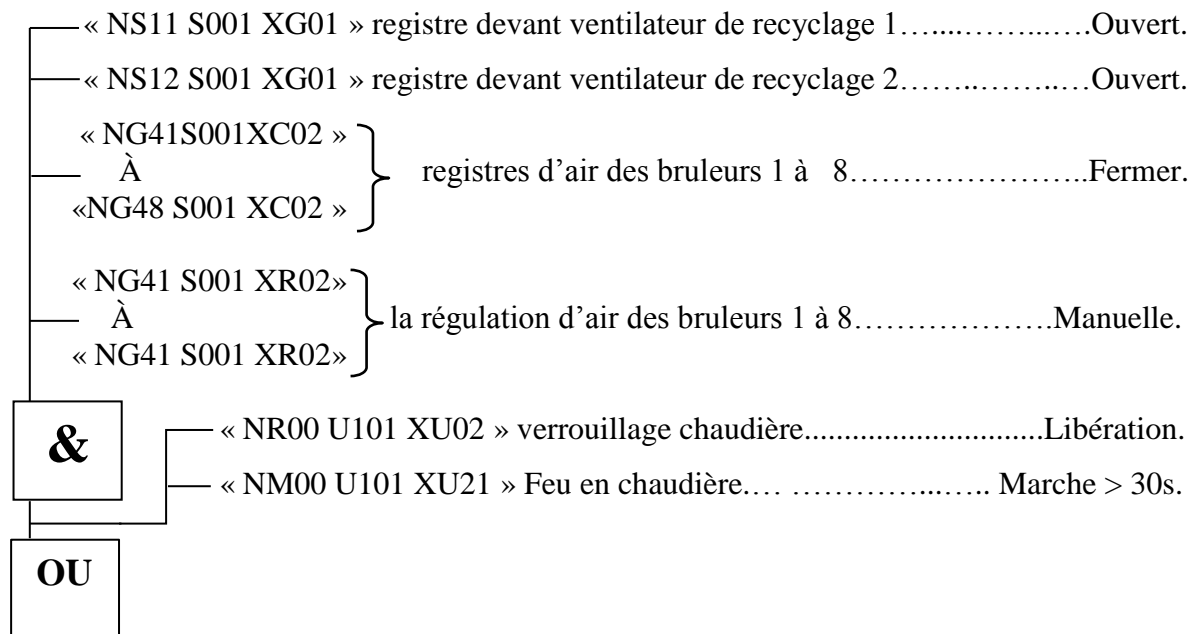 « NS11 S001 XG01 » registre devant ventilateur de recyclage 1…....……...….Ouvert.
« NS12 S001 XG01 » registre devant ventilateur de recyclage 2……..……..…Ouvert.
« NG41S001XC02 »
À
«NG48 S001 XC02 »
registres d’air des bruleurs 1 à 8…………………..Fermer.
« NG41 S001 XR02»
À
« NG41 S001 XR02»
la régulation d’air des bruleurs 1 à 8………………..Manuelle.
&
« NR00 U101 XU02 » verrouillage chaudière..............................Libération.
« NM00 U101 XU21 » Feu en chaudière.… …………...….. Marche > 30s.
OU